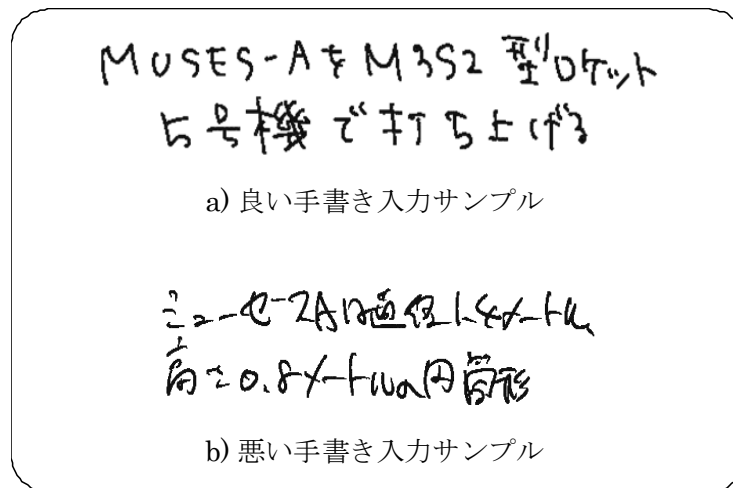 MUSES-AをM3S2型ロケット
5号機で打ち上げる
a) 良い手書き入力サンプル
ミューゼースAは直径1.4メートル、
高さ0.8メートルの円筒形
b) 悪い手書き入力サンプル